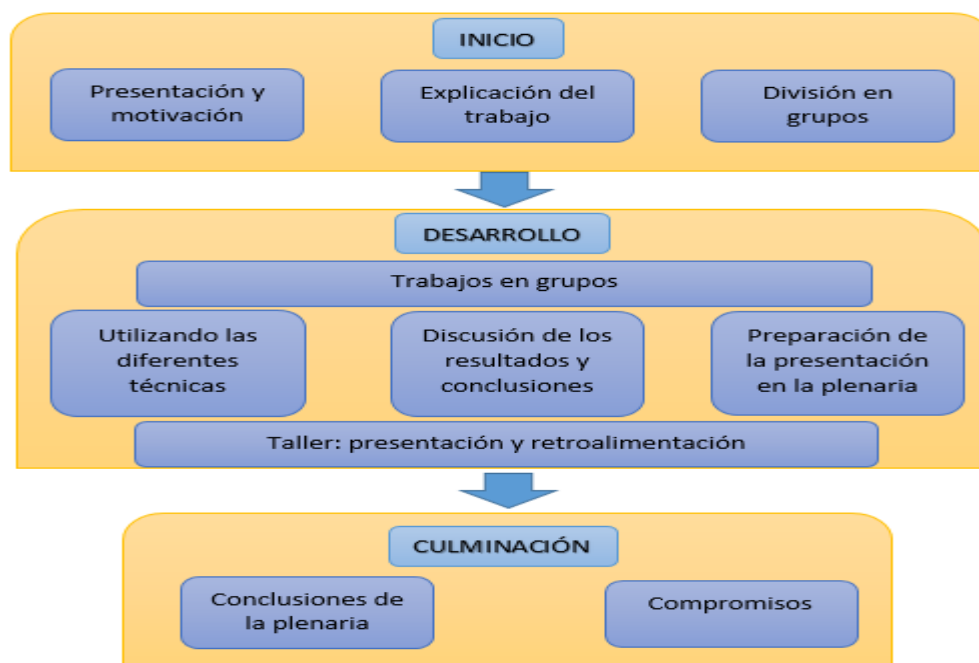 INICIO
Presentación y
motivación
Explicación del
trabajo
División en
grupos
DESARROLLO
Trabajos en grupos
Utilizando las
diferentes
técnicas
Discusión de los
resultados y
conclusiones
Preparación de
la presentación
en la plenaria
Taller: presentación y retroalimentación
CULMINACIÓN
Conclusiones de
la plenaria
Compromisos